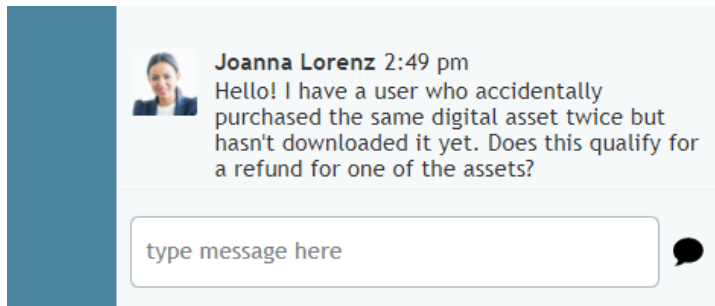 Joanna Lorenz 2:49 pm
Hello! I have a user who accidentally
purchased the same digital asset twice but
hasn't downloaded it yet. Does this qualify for
a refund for one of the assets?
type message here